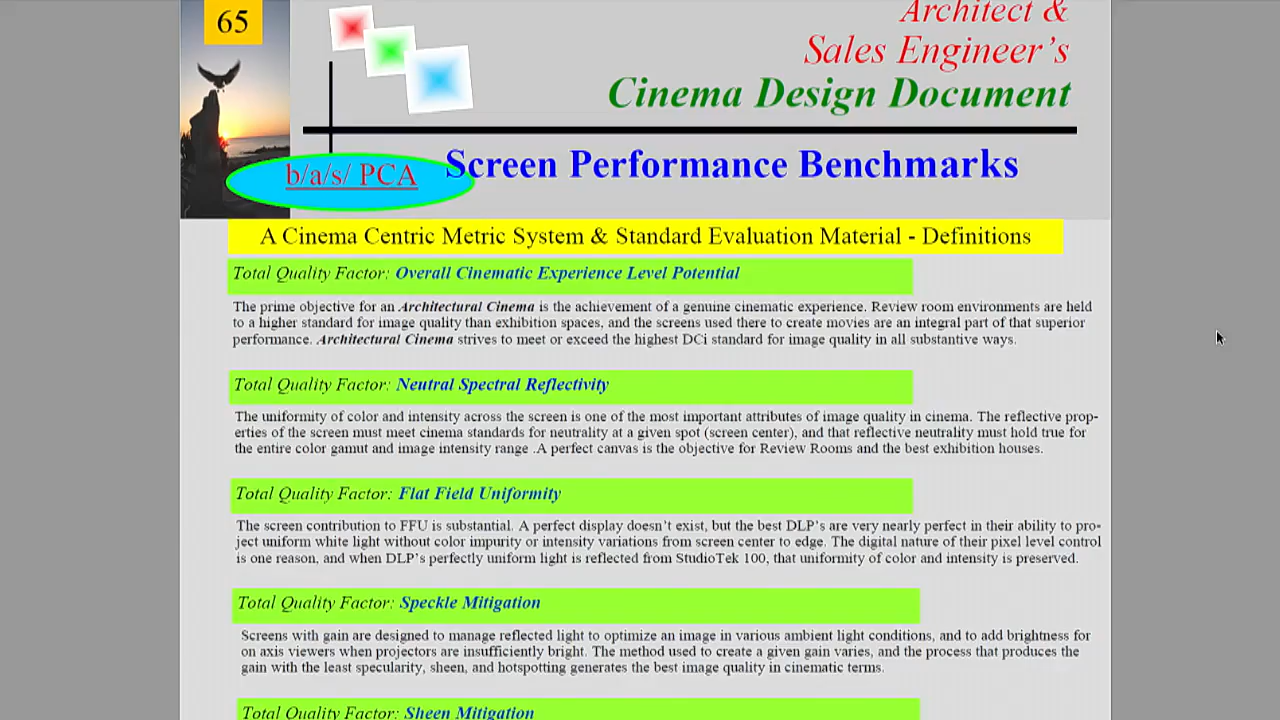 65
Architect &
Sales Engineer's
Cinema Design Document
b/a/s/ PCA
Screen Performance Benchmarks
A Cinema Centric Metric System & Standard Evaluation Material - Definitions
Total Quality Factor: Overall Cinematic Experience Level Potential
The prime objective for an Architectural Cinema is the achievement of a genuine cinematic experience. Review room environments are held
to a higher standard for image quality than exhibition spaces, and the screens used there to create movies are an integral part of that superior
performance. Architectural Cinema strives to meet or exceed the highest DCi standard for image quality in all substantive ways.
Total Quality Factor: Neutral Spectral Reflectivity
The uniformity of color and intensity across the screen is one of the most important attributes of image quality in cinema. The reflective prop-
erties of the screen must meet cinema standards for neutrality at a given spot (screen center), and that reflective neutrality must hold true for
the entire color gamut and image intensity range .A perfect canvas is the objective for Review Rooms and the best exhibition houses.
Total Quality Factor: Flat Field Uniformity
The screen contribution to FFU is substantial. A perfect display doesn't exist, but the best DLP's are very nearly perfect in their ability to pro-
ject uniform white light without color impurity or intensity variations from screen center to edge. The digital nature of their pixel level control
is one reason, and when DLP's perfectly uniform light is reflected from StudioTek 100, that uniformity of color and intensity is preserved.
Total Quality Factor: Speckle Mitigation
Screens with gain are designed to manage reflected light to optimize an image in various ambient light conditions, and to add brightness for
on axis viewers when projectors are insufficiently bright. The method used to create a given gain varies, and the process that produces the
gain with the least specularity, sheen, and hotspotting generates the best image quality in cinematic terms.
Total Quality Factor: Sheen Mitigation